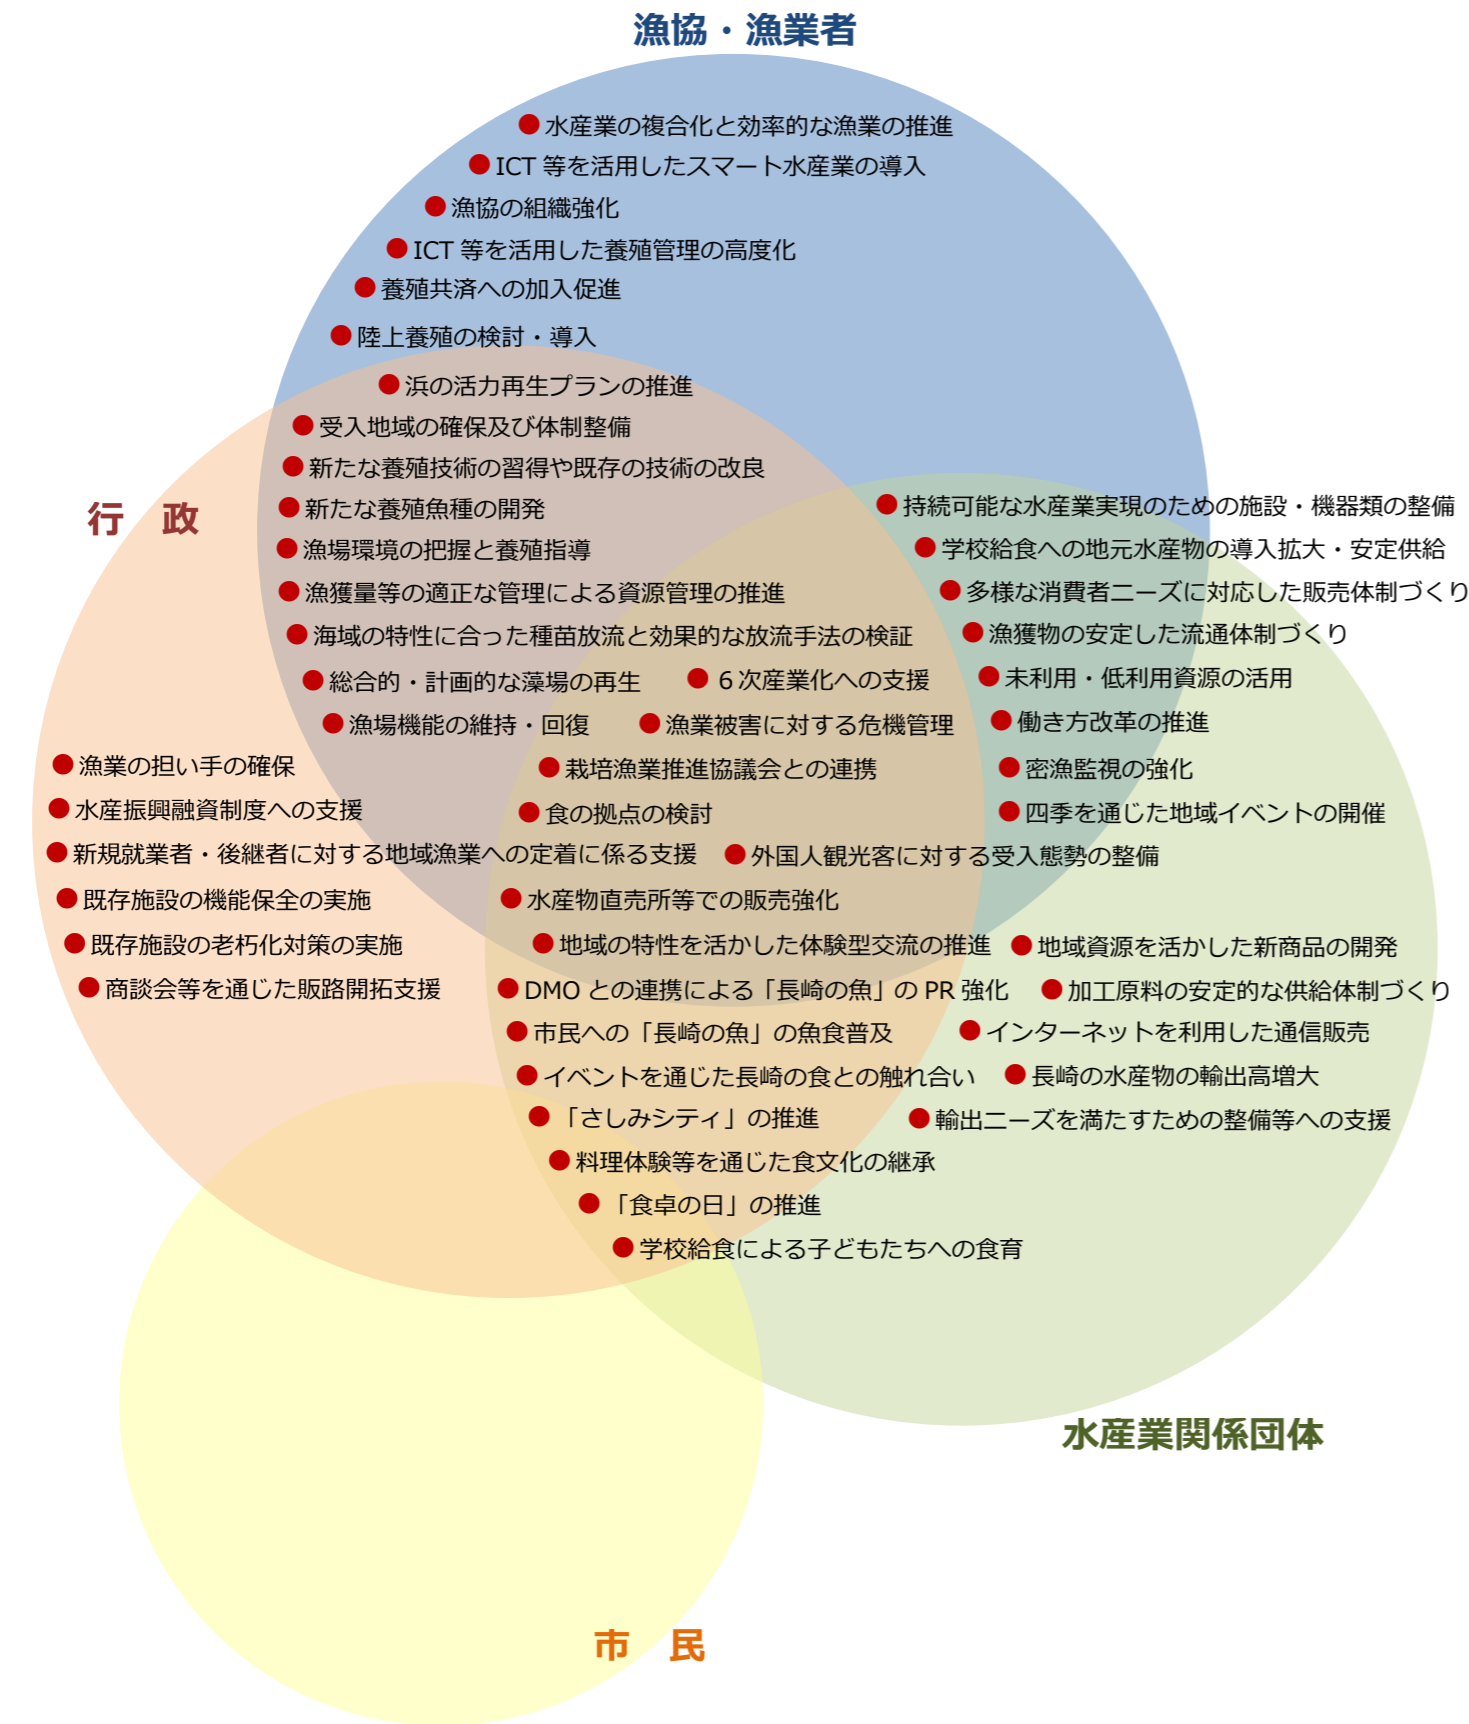 漁協・漁業者
●水産業の複合化と効率的な漁業の推進
●ICT 等を活用したスマート水産業の導入
●漁協の組織強化
●ICT 等を活用した養殖管理の高度化
●養殖共済への加入促進
●陸上養殖の検討・導入
●浜の活力再生プランの推進
●受入地域の確保及び体制整備
●新たな養殖技術の習得や既存の技術の改良
行　政
●新たな養殖魚種の開発
●漁場環境の把握と養殖指導
●漁獲量等の適正な管理による資源管理の推進
●海域の特性に合った種苗放流と効果的な放流手法の検証
●総合的・計画的な藻場の再生
●６次産業化への支援
●漁場機能の維持・回復
●漁業被害に対する危機管理
●持続可能な水産業実現のための施設・機器類の整備
●学校給食への地元水産物の導入拡大・安定供給
●多様な消費者ニーズに対応した販売体制づくり
●漁獲物の安定した流通体制づくり
●未利用・低利用資源の活用
●働き方改革の推進
●密漁監視の強化
●四季を通じた地域イベントの開催
●漁業の担い手の確保
●水産振興融資制度への支援
●新規就業者・後継者に対する地域漁業への定着に係る支援
●既存施設の機能保全の実施
●既存施設の老朽化対策の実施
●商談会等を通じた販路開拓支援
●栽培漁業推進協議会との連携
●食の拠点の検討
●外国人観光客に対する受入態勢の整備
●水産物直売所等での販売強化
●地域の特性を活かした体験型交流の推進
●DMO との連携による「長崎の魚」の PR 強化
●市民への「長崎の魚」の魚食普及
●イベントを通じた長崎の食との触れ合い
●「さしみシティ」の推進
●料理体験等を通じた食文化の継承
●「食卓の日」の推進
●学校給食による子どもたちへの食育
●地域資源を活かした新商品の開発
●加工原料の安定的な供給体制づくり
●インターネットを利用した通信販売
●長崎の水産物の輸出高増大
●輸出ニーズを満たすための整備等への支援
水産業関係団体
市　民